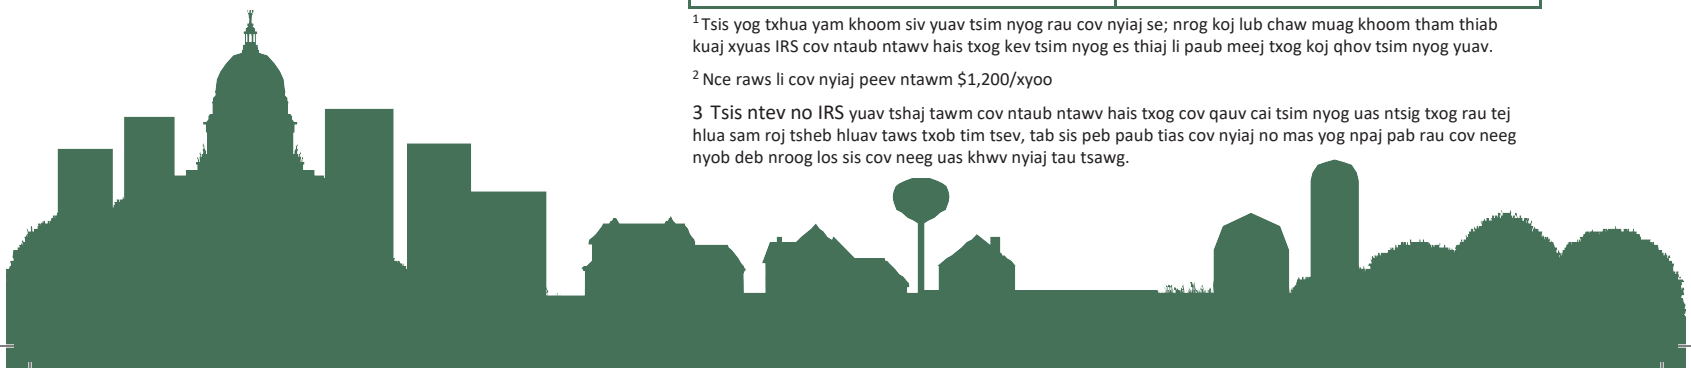 ¹ Tsis yog txhua yam khoom siv yuav tsim nyog rau cov nyiaj se; nrog koj lub chaw muag khoom tham thiab
kuaj xyuas IRS cov ntaub ntawv hais txog kev tsim nyog es thiaj li paub meej txog koj qhov tsim nyog yuav.
² Nce raws li cov nyiaj peev ntawm $1,200/xyoo
3 Tsis ntev no IRS yuav tshaj tawm cov ntaub ntawv hais txog cov qauv cai tsim nyog uas ntsig txog rau tej
hlua sam roj tsheb hluav taws txob tim tsev, tab sis peb paub tias cov nyiaj no mas yog npaj pab rau cov neeg
nyob deb nroog los sis cov neeg uas khwv nyiaj tau tsawg.